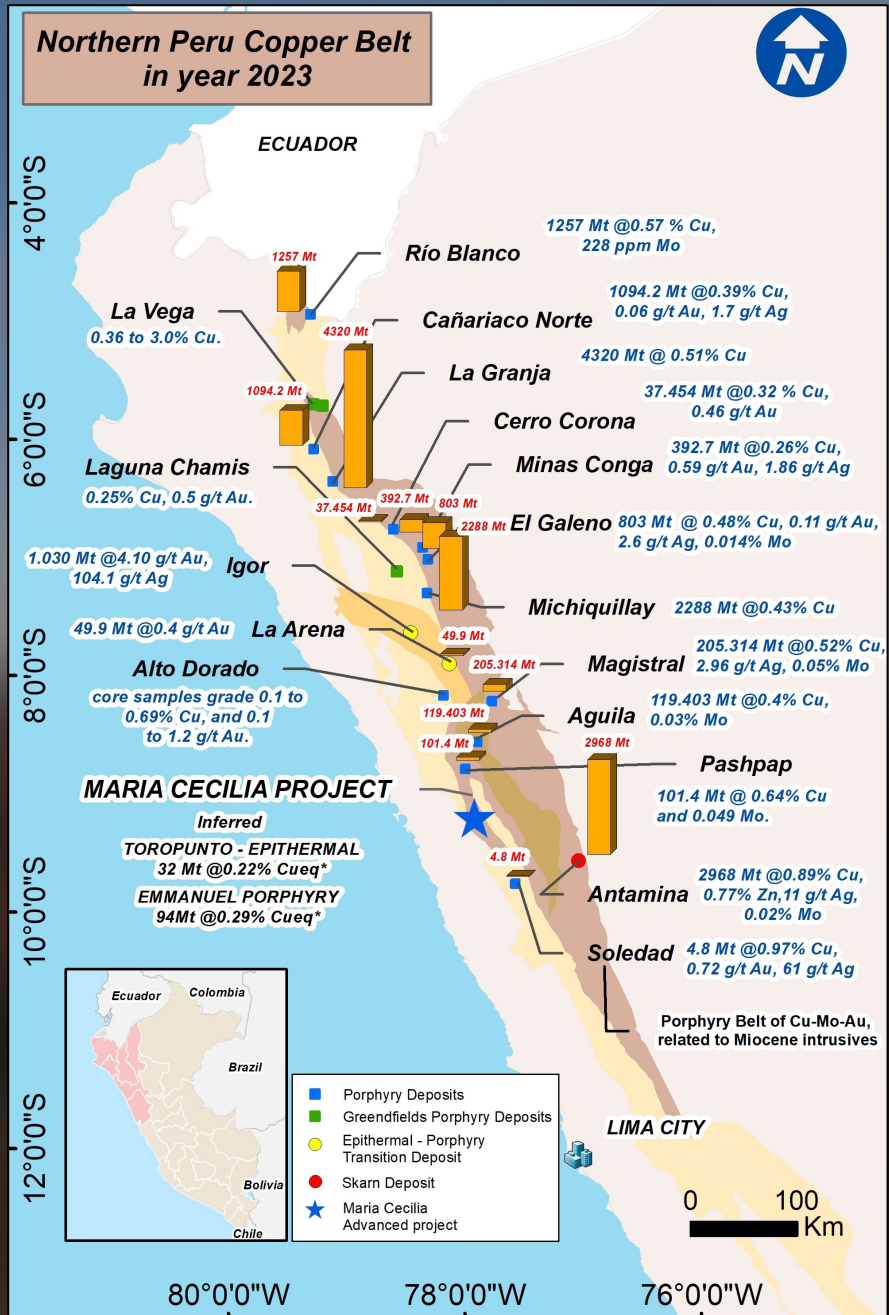 Northern Peru Copper Belt
in year 2023
N
ECUADOR
4°0'0"S
6°0'0"S
8°0'0"S
10°0'0"S
12°0'0"S
1257 Mt
Río Blanco
1257 Mt @0.57 % Cu,
228 ppm Mo
La Vega
0.36 to 3.0% Cu.
4320 Mt
Cañariaco Norte
1094.2 Mt @0.39% Cu,
0.06 g/t Au, 1.7 g/t Ag
La Granja
4320 Mt @ 0.51% Cu
1094.2 Mt
Cerro Corona
37.454 Mt @0.32 % Cu,
0.46 g/t Au
Laguna Chamis
0.25% Cu, 0.5 g/t Au.
Minas Conga
392.7 Mt @0.26% Cu,
0.59 g/t Au, 1.86 g/t Ag
37.454 Mt
392.7 Mt
803 Mt
2288 Mt
El Galeno
803 Mt @ 0.48% Cu, 0.11 g/t Au,
2.6 g/t Ag, 0.014% Mo
Igor
1.030 Mt @4.10 g/t Au,
104.1 g/t Ag
Michiquillay
2288 Mt @0.43% Cu
La Arena
49.9 Mt @0.4 g/t Au
49.9 Mt
Alto Dorado
core samples grade 0.1 to
0.69% Cu, and 0.1
to 1.2 g/t Au.
205.314 Mt
Magistral
205.314 Mt @0.52% Cu,
2.96 g/t Ag, 0.05% Mo
119.403 Mt
Aguila
119.403 Mt @0.4% Cu,
0.03% Mo
101.4 Mt
2968 Mt
Pashpap
101.4 Mt @ 0.64% Cu
and 0.049 Mo.
MARIA CECILIA PROJECT
Inferred
TOROPUNTO - EPITHERMAL
32 Mt @0.22% Cueq*
EMMANUEL PORPHYRY
94Mt @0.29% Cueq*
4.8 Mt
Antamina
2968 Mt @0.89% Cu,
0.77% Zn,11 g/t Ag,
0.02% Mo
Soledad
4.8 Mt @0.97% Cu,
0.72 g/t Au, 61 g/t Ag
Porphyry Belt of Cu-Mo-Au,
related to Miocene intrusives
Ecuador
Colombia
Brazil
Bolivia
Chile
Porphyry Deposits
Greendfields Porphyry Deposits
Epithermal - Porphyry
Transition Deposit
Skarn Deposit
Maria Cecilia
Advanced project
LIMA CITY
0 100
Km
80°0'0"W
78°0'0"W
76°0'0"W